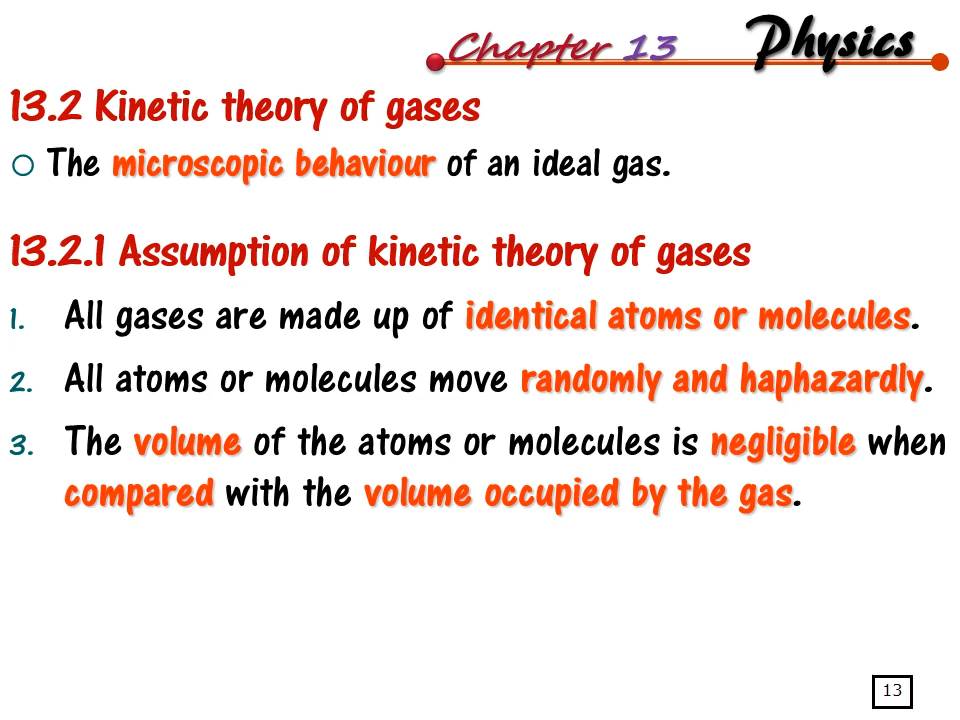 Chapter 13 Physics
13.2 Kinetic theory of gases
The microscopic behaviour of an ideal gas.
13.2.1 Assumption of kinetic theory of gases
1. All gases are made up of identical atoms or molecules.
2. All atoms or molecules move randomly and haphazardly.
3. The volume of the atoms or molecules is negligible when
compared with the volume occupied by the gas.
13